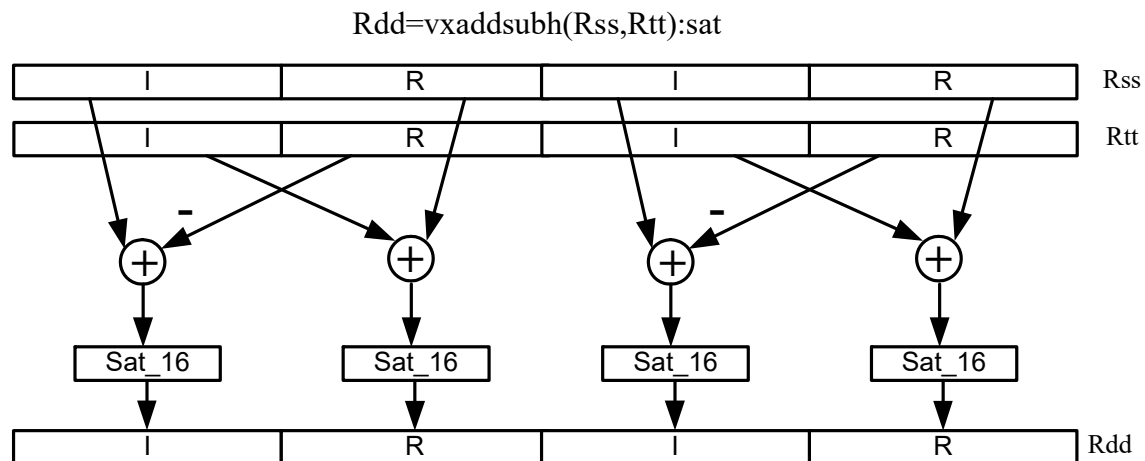 Rdd=vxaddsubh(Rss,Rtt):sat
I R I R Rss
I R I R Rtt
- -
+ + + +
Sat_16 Sat_16 Sat_16 Sat_16
I R I R Rdd